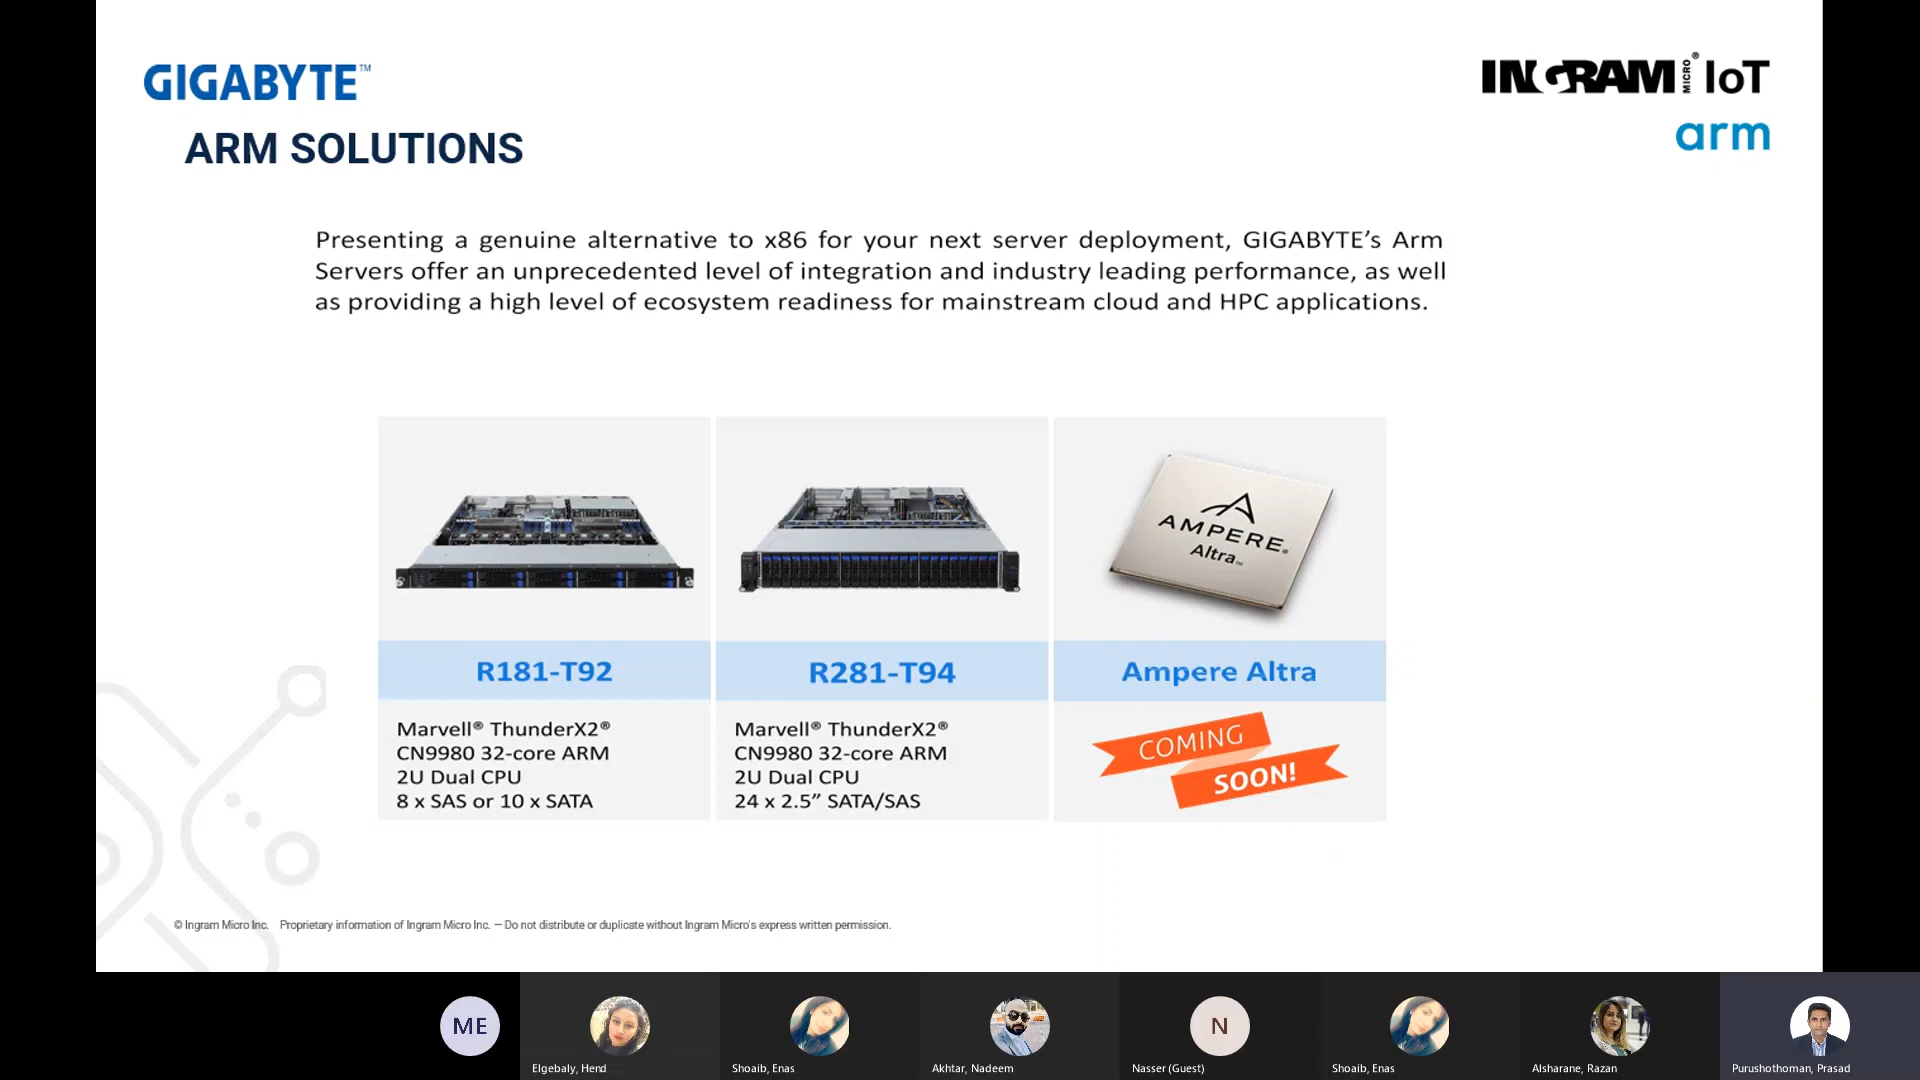 GIGABYTE™
INGRAM MICRO® IoT
arm
ARM SOLUTIONS
Presenting a genuine alternative to x86 for your next server deployment, GIGABYTE’s Arm
Servers offer an unprecedented level of integration and industry leading performance, as well
as providing a high level of ecosystem readiness for mainstream cloud and HPC applications.
AMPERE®
Altra™
R181-T92
R281-T94
Ampere Altra
Marvell® ThunderX2®
CN9980 32-core ARM
2U Dual CPU
8 x SAS or 10 x SATA
Marvell® ThunderX2®
CN9980 32-core ARM
2U Dual CPU
24 x 2.5” SATA/SAS
COMING
SOON!
© Ingram Micro Inc. Proprietary information of Ingram Micro Inc. — Do not distribute or duplicate without Ingram Micro's express written permission.
ME
N
Elgebaly, Hend
Shoaib, Enas
Akhtar, Nadeem
Nasser (Guest)
Shoaib, Enas
Alsharane, Razan
Purushothoman, Prasad